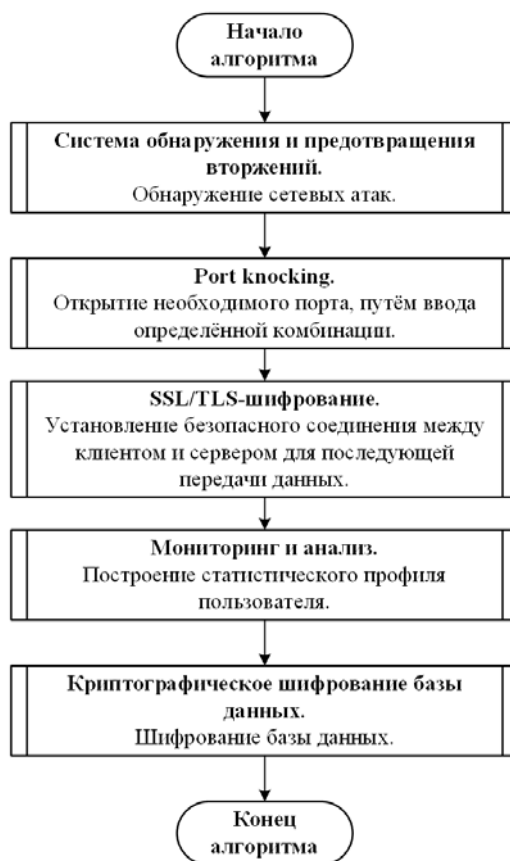 Начало
алгоритма
Система обнаружения и предотвращения
вторжений.
Обнаружение сетевых атак.
Port knocking.
Открытие необходимого порта, путём ввода
определённой комбинации.
SSL/TLS-шифрование.
Установление безопасного соединения между
клиентом и сервером для последующей
передачи данных.
Мониторинг и анализ.
Построение статистического профиля
пользователя.
Криптографическое шифрование базы
данных.
Шифрование базы данных.
Конец
алгоритма